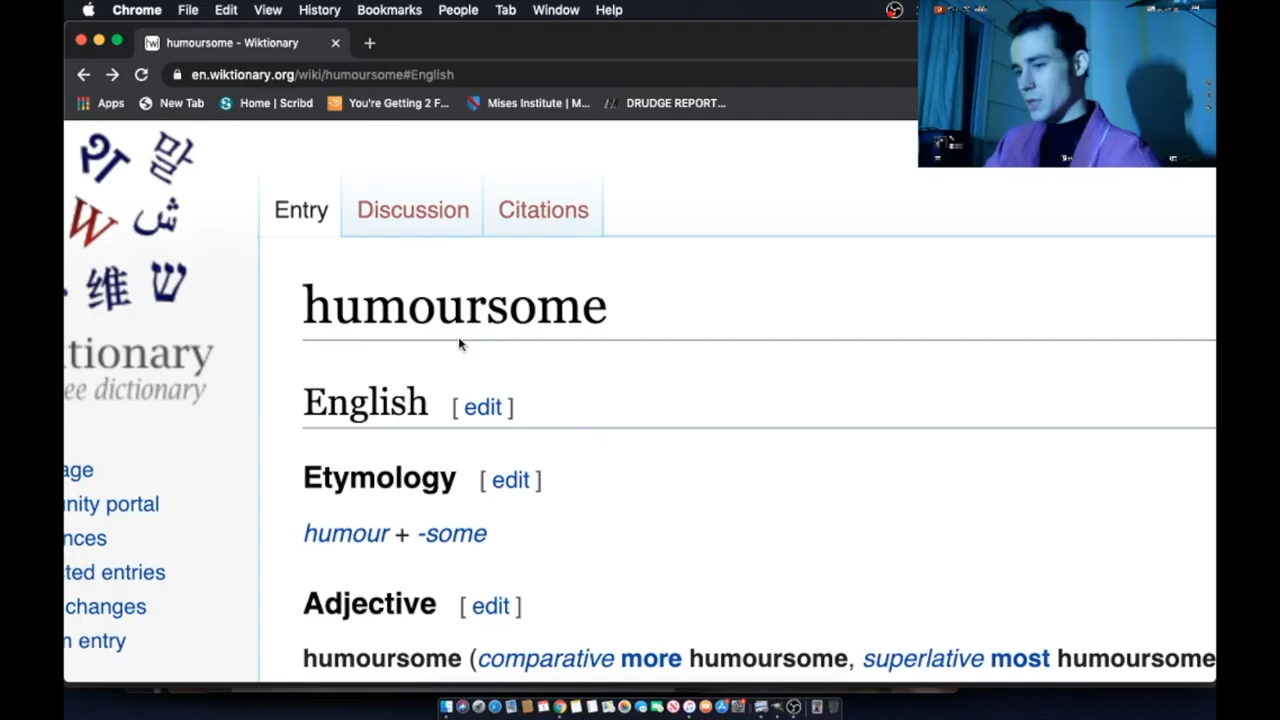 Chrome File Edit View History Bookmarks People Tab Window Help
humoursome - Wiktionary
en.wiktionary.org/wiki/humoursome#English
Apps New Tab Home | Scribd You're Getting 2 F... Mises Institute | M... DRUDGE REPORT...
말
W ش
维 ש
tionary
ee dictionary
Entry Discussion Citations
humoursome
English [ edit ]
Etymology [ edit ]
humour + -some
Adjective [ edit ]
humoursome (comparative more humoursome, superlative most humoursome
age
unity portal
nces
sted entries
changes
m entry